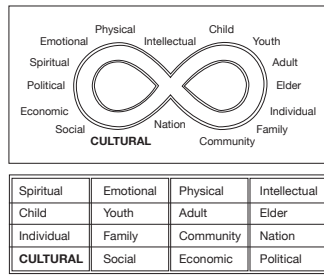 Physical Child
Emotional Intellectual Youth
Spiritual Adult
Political Elder
Economic Individual
Social Nation Family
CULTURAL Community
Spiritual Emotional Physical Intellectual
Child Youth Adult Elder
Individual Family Community Nation
CULTURAL Social Economic Political